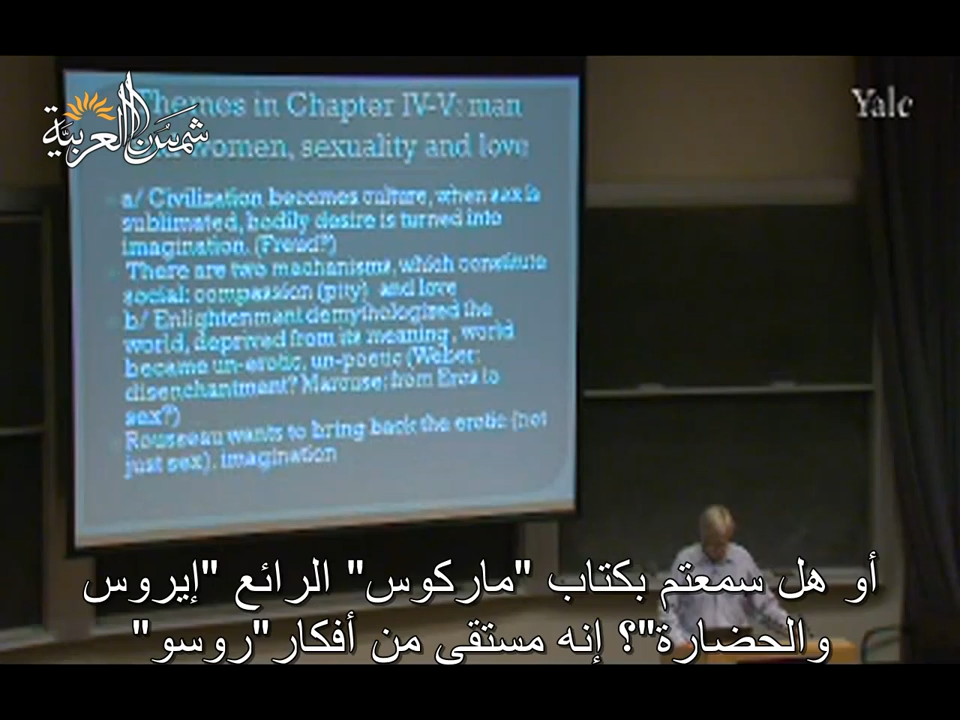 Themes in Chapter IV-V: man
and women, sexuality and love
Yale
شمس العربية
a/ Civilization becomes culture, when sex is
sublimated, bodily desire is turned into
imagination. (Freud?)
There are two mechanisms, which constitute
social: compassion (pity) and love
b/ Enlightenment demythologized the
world, deprived from its meaning, world
became un-erotic, un-poetic (Weber:
disenchantment? Marcuse: from Eros to
sex?)
Rousseau wants to bring back the erotic (not
just sex). imagination
أو هل سمعتم بكتاب "ماركوس" الرائع "إيروس
والحضارة"؟ إنه مستقى من أفكار"روسو"